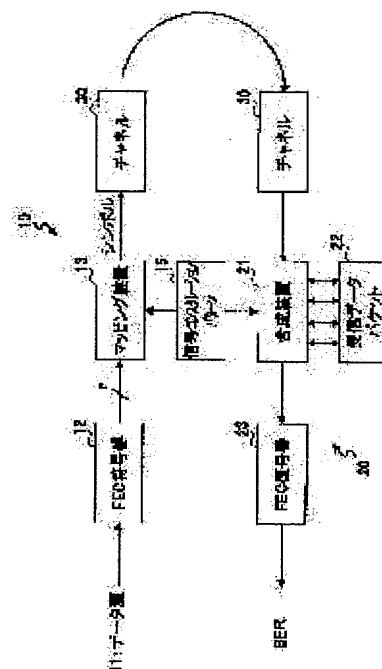 10
11:データ源
12
FEC符号器
13
マッピング装置
シンボル
30
チャネル
15
信号コンスタレーション
パターン
30
チャネル
21
合成装置
22
受信データ
パケット
23
FEC復号器
20
BER